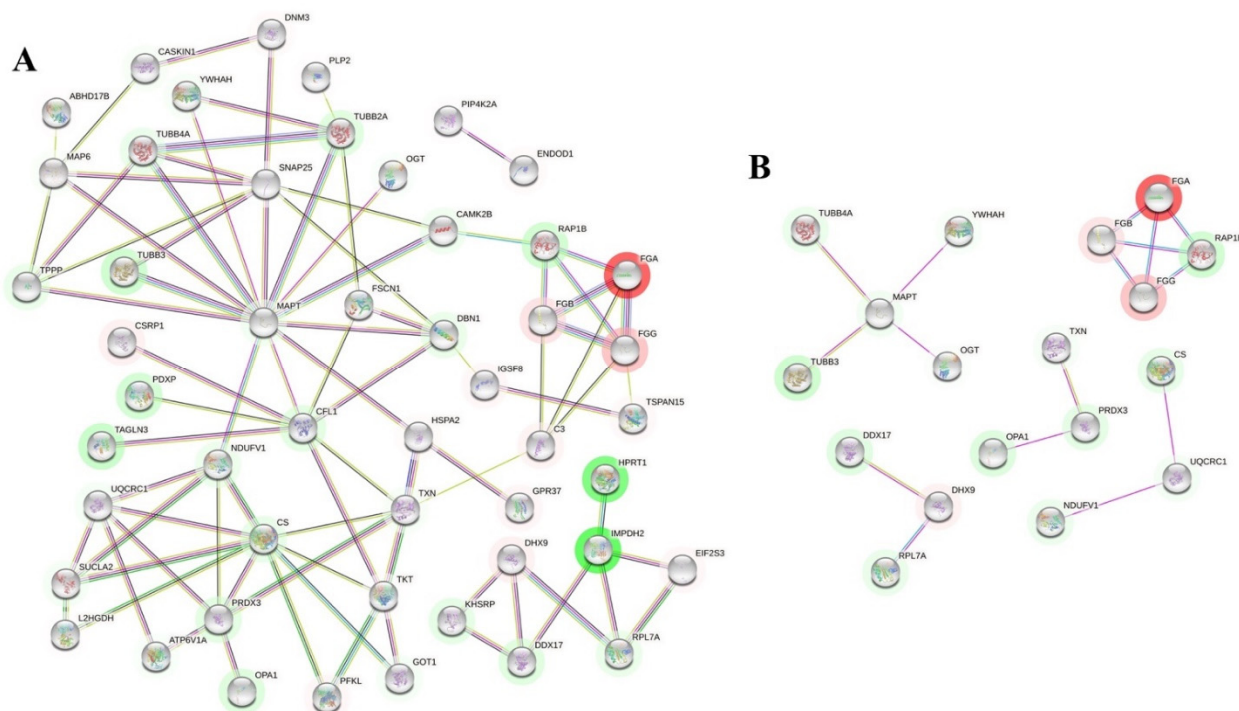 A
DNM3
CASKIN1
PLP2
YWHAH
ABHD17B
TUBB2A
PIP4K2A
TUBB4A
MAP6
SNAP25
OGT
ENDOD1
CAMK2B
RAP1B
TUBB3
TPPP
FGA
MAPT
FSCN1
FGB
DBN1
FGG
CSRP1
IGSF8
PDXP
TSPAN15
CFL1
HSPA2
C3
TAGLN3
NDUFV1
HPRT1
UQCRC1
TXN
GPR37
CS
IMPDH2
DHX9
EIF2S3
SUCLA2
TKT
PRDX3
KHSRP
L2HGDH
ATP6V1A
DDX17
RPL7A
GOT1
OPA1
PFKL
B
FGA
TUBB4A
YWHAH
FGB
RAP1
MAPT
FGG
TXN
OGT
CS
TUBB3
PRDX3
OPA1
DDX17
UQCRC1
DHX9
NDUFV1
RPL7A